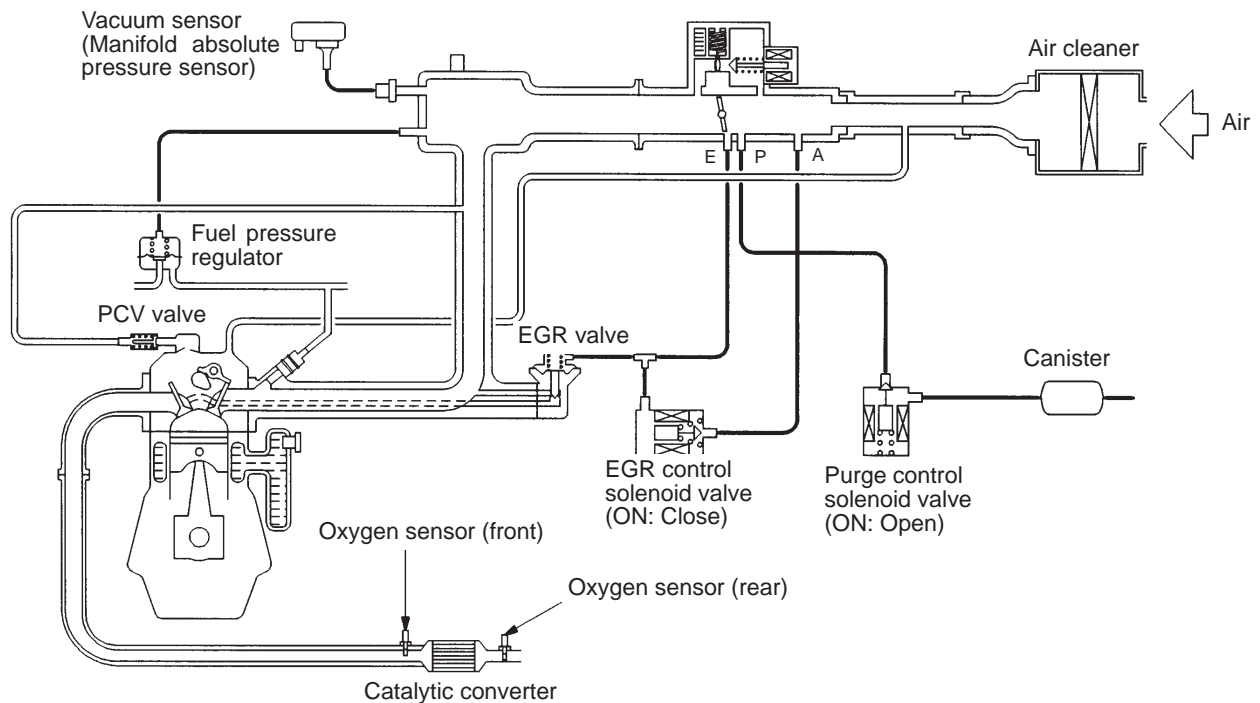 Vacuum sensor
(Manifold absolute
pressure sensor)
Air cleaner
Air
E
P
A
Fuel pressure
regulator
PCV valve
EGR valve
Canister
EGR control
solenoid valve
(ON: Close)
Purge control
solenoid valve
(ON: Open)
Oxygen sensor (front)
Oxygen sensor (rear)
Catalytic converter